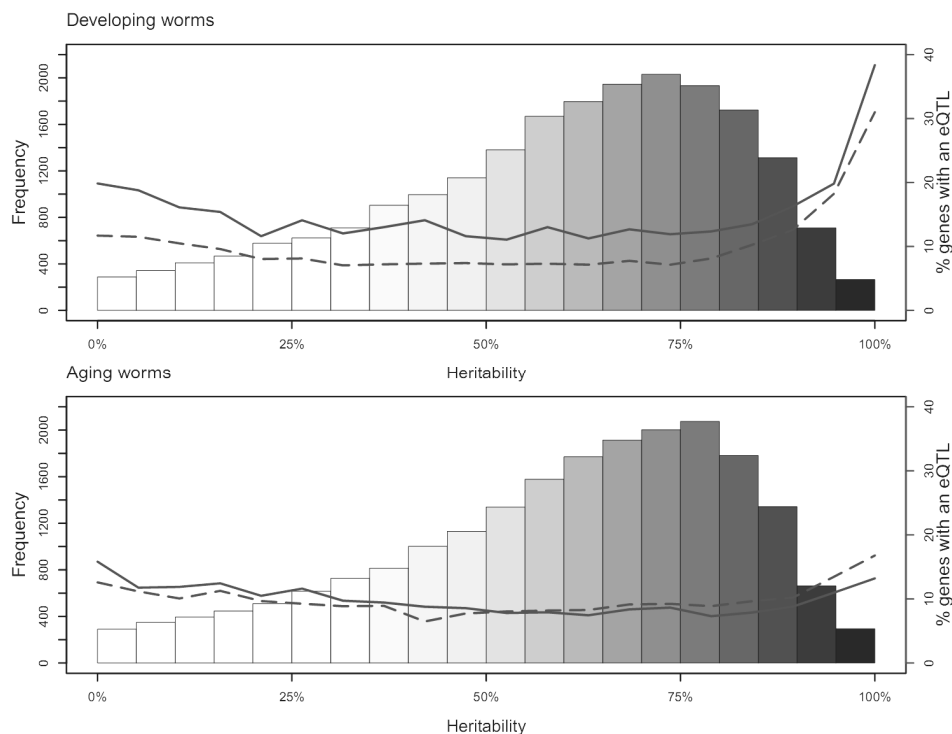 Developing worms
Frequency
0 400 800 1200 1600 2000
% genes with an eQTL
0 10 20 30 40
0% 25% 50% 75% 100%
Heritability
Aging worms
Frequency
0 400 800 1200 1600 2000
% genes with an eQTL
0 10 20 30 40
0% 25% 50% 75% 100%
Heritability